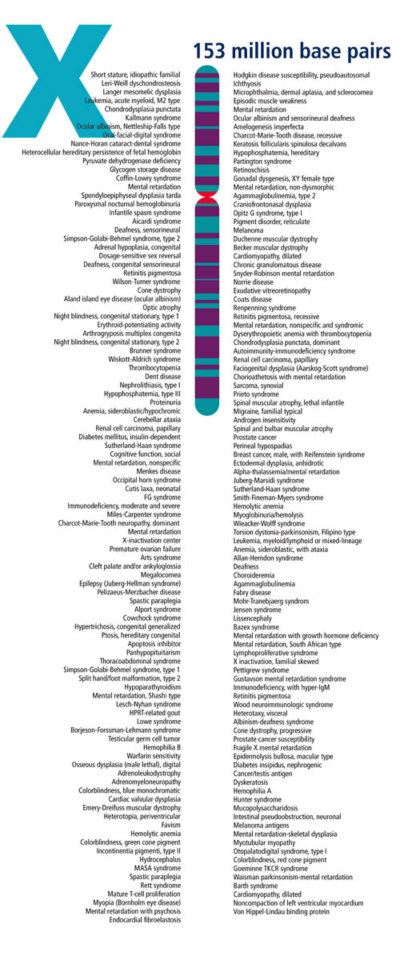 X
153 million base pairs
Short stature, idiopathic familial
Leri-Weill dyschondrosteosis
Langer mesomelic dysplasia
Leukemia, acute myeloid, M2 type
Chondrodysplasia punctata
Kallmann syndrome
Ocular albinism, Nettleship-Falls type
Oral-facial-digital syndrome
Nance-Horan cataract-dental syndrome
Heterocellular hereditary persistence of fetal hemoglobin
Pyruvate dehydrogenase deficiency
Glycogen storage disease
Coffin-Lowry syndrome
Mental retardation
Spondyloepiphyseal dysplasia tarda
Paroxysmal nocturnal hemoglobinuria
Infantile spasm syndrome
Aicardi syndrome
Deafness, sensorineural
Simpson-Golabi-Behmel syndrome, type 2
Adrenal hypoplasia, congenital
Dosage-sensitive sex reversal
Deafness, congenital sensorineural
Retinitis pigmentosa
Wilson-Turner syndrome
Cone dystrophy
Aland island eye disease (ocular albinism)
Optic atrophy
Night blindness, congenital stationary, type 1
Erythroid-potentiating activity
Arthrogryposis multiplex congenita
Night blindness, congenital stationary, type 2
Brunner syndrome
Wiskott-Aldrich syndrome
Thrombocytopenia
Dent disease
Nephrolithiasis, type I
Hypophosphatemia, type III
Proteinuria
Anemia, sideroblastic/hypochromic
Cerebellar ataxia
Renal cell carcinoma, papillary
Diabetes mellitus, insulin-dependent
Sutherland-Haan syndrome
Cognitive function, social
Mental retardation, nonspecific
Menkes disease
Occipital horn syndrome
Cutis laxa, neonatal
FG syndrome
Immunodeficiency, moderate and severe
Miles-Carpenter syndrome
Charcot-Marie-Tooth neuropathy, dominant
Mental retardation
X-inactivation center
Premature ovarian failure
Arts syndrome
Cleft palate and/or ankyloglossia
Megalocornea
Epilepsy (Juberg-Hellman syndrome)
Pelizaeus-Merzbacher disease
Spastic paraplegia
Alport syndrome
Cowchock syndrome
Hypertrichosis, congenital generalized
Ptosis, hereditary congenital
Apoptosis inhibitor
Panhypopituitarism
Thoracoabdominal syndrome
Simpson-Golabi-Behmel syndrome, type 1
Split hand/foot malformation, type 2
Hypoparathyroidism
Mental retardation, Shashi type
Lesch-Nyhan syndrome
HPRT-related gout
Lowe syndrome
Borjeson-Forssman-Lehmann syndrome
Testicular germ cell tumor
Hemophilia B
Warfarin sensitivity
Osseous dysplasia (male lethal), digital
Adrenoleukodystrophy
Adrenomyeloneuropathy
Colorblindness, blue monochromatic
Cardiac valvular dysplasia
Emery-Dreifuss muscular dystrophy
Heterotopia, periventricular
Favism
Hemolytic anemia
Colorblindness, green cone pigment
Incontinentia pigmenti, type II
Hydrocephalus
MASA syndrome
Spastic paraplegia
Rett syndrome
Mature T-cell proliferation
Myopia (Bornholm eye disease)
Mental retardation with psychosis
Endocardial fibroelastosis
Hodgkin disease susceptibility, pseudoautosomal
Ichthyosis
Microphthalmia, dermal aplasia, and sclerocornea
Episodic muscle weakness
Mental retardation
Ocular albinism and sensorineural deafness
Amelogenesis imperfecta
Charcot-Marie-Tooth disease, recessive
Keratosis follicularis spinulosa decalvans
Hypophosphatemia, hereditary
Partington syndrome
Retinoschisis
Gonadal dysgenesis, XY female type
Mental retardation, non-dysmorphic
Agammaglobulinemia, type 2
Craniofrontonasal dysplasia
Opitz G syndrome, type I
Pigment disorder, reticulate
Melanoma
Duchenne muscular dystrophy
Becker muscular dystrophy
Cardiomyopathy, dilated
Chronic granulomatous disease
Snyder-Robinson mental retardation
Norrie disease
Exudative vitreoretinopathy
Coats disease
Renpenning syndrome
Retinitis pigmentosa, recessive
Mental retardation, nonspecific and syndromic
Dyserythropoietic anemia with thrombocytopenia
Chondrodysplasia punctata, dominant
Autoimmunity-immunodeficiency syndrome
Renal cell carcinoma, papillary
Faciogenital dysplasia (Aarskog-Scott syndrome)
Chorioathetosis with mental retardation
Sarcoma, synovial
Prieto syndrome
Spinal muscular atrophy, lethal infantile
Migraine, familial typical
Androgen insensitivity
Spinal and bulbar muscular atrophy
Prostate cancer
Perineal hypospadias
Breast cancer, male, with Reifenstein syndrome
Ectodermal dysplasia, anhidrotic
Alpha-thalassemia/mental retardation
Juberg-Marsidi syndrome
Sutherland-Haan syndrome
Smith-Fineman-Myers syndrome
Hemolytic anemia
Myoglobinuria/hemolysis
Wieacker-Wolff syndrome
Torsion dystonia-parkinsonism, Filipino type
Leukemia, myeloid/lymphoid or mixed-lineage
Anemia, sideroblastic, with ataxia
Allan-Herndon syndrome
Deafness
Choroideremia
Agammaglobulinemia
Fabry disease
Mohr-Tranebjaerg syndrom
Jensen syndrome
Lissencephaly
Bazex syndrome
Mental retardation with growth hormone deficiency
Mental retardation, South African type
Lymphoproliferative syndrome
X inactivation, familial skewed
Pettigrew syndrome
Gustavson mental retardation syndrome
Immunodeficiency, with hyper-IgM
Retinitis pigmentosa
Wood neuroimmunologic syndrome
Heterotaxy, visceral
Albinism-deafness syndrome
Cone dystrophy, progressive
Prostate cancer susceptibility
Fragile X mental retardation
Epidermolysis bullosa, macular type
Diabetes insipidus, nephrogenic
Cancer/testis antigen
Dyskeratosis
Hemophilia A
Hunter syndrome
Mucopolysaccharidosis
Intestinal pseudoobstruction, neuronal
Melanoma antigens
Mental retardation-skeletal dysplasia
Myotubular myopathy
Otopalatodigital syndrome, type I
Colorblindness, red cone pigment
Goeminne TKCR syndrome
Waisman parkinsonism-mental retardation
Barth syndrome
Cardiomyopathy, dilated
Noncompaction of left ventricular myocardium
Von Hippel-Lindau binding protein